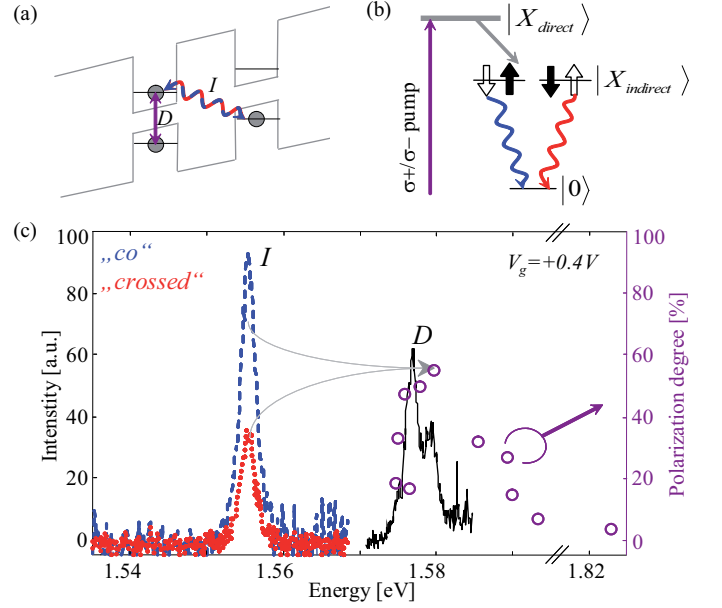 (a)
I
D
(b)
|X_direct⟩
|X_indirect⟩
σ+/σ− pump
|0⟩
(c)
100
80
60
40
20
0
Intenstity [a.u.]
„co“
„crossed“
I
D
V_g=+0.4V
100
80
60
40
20
0
Polarization degree [%]
1.54
1.56
1.58
1.82
Energy [eV]